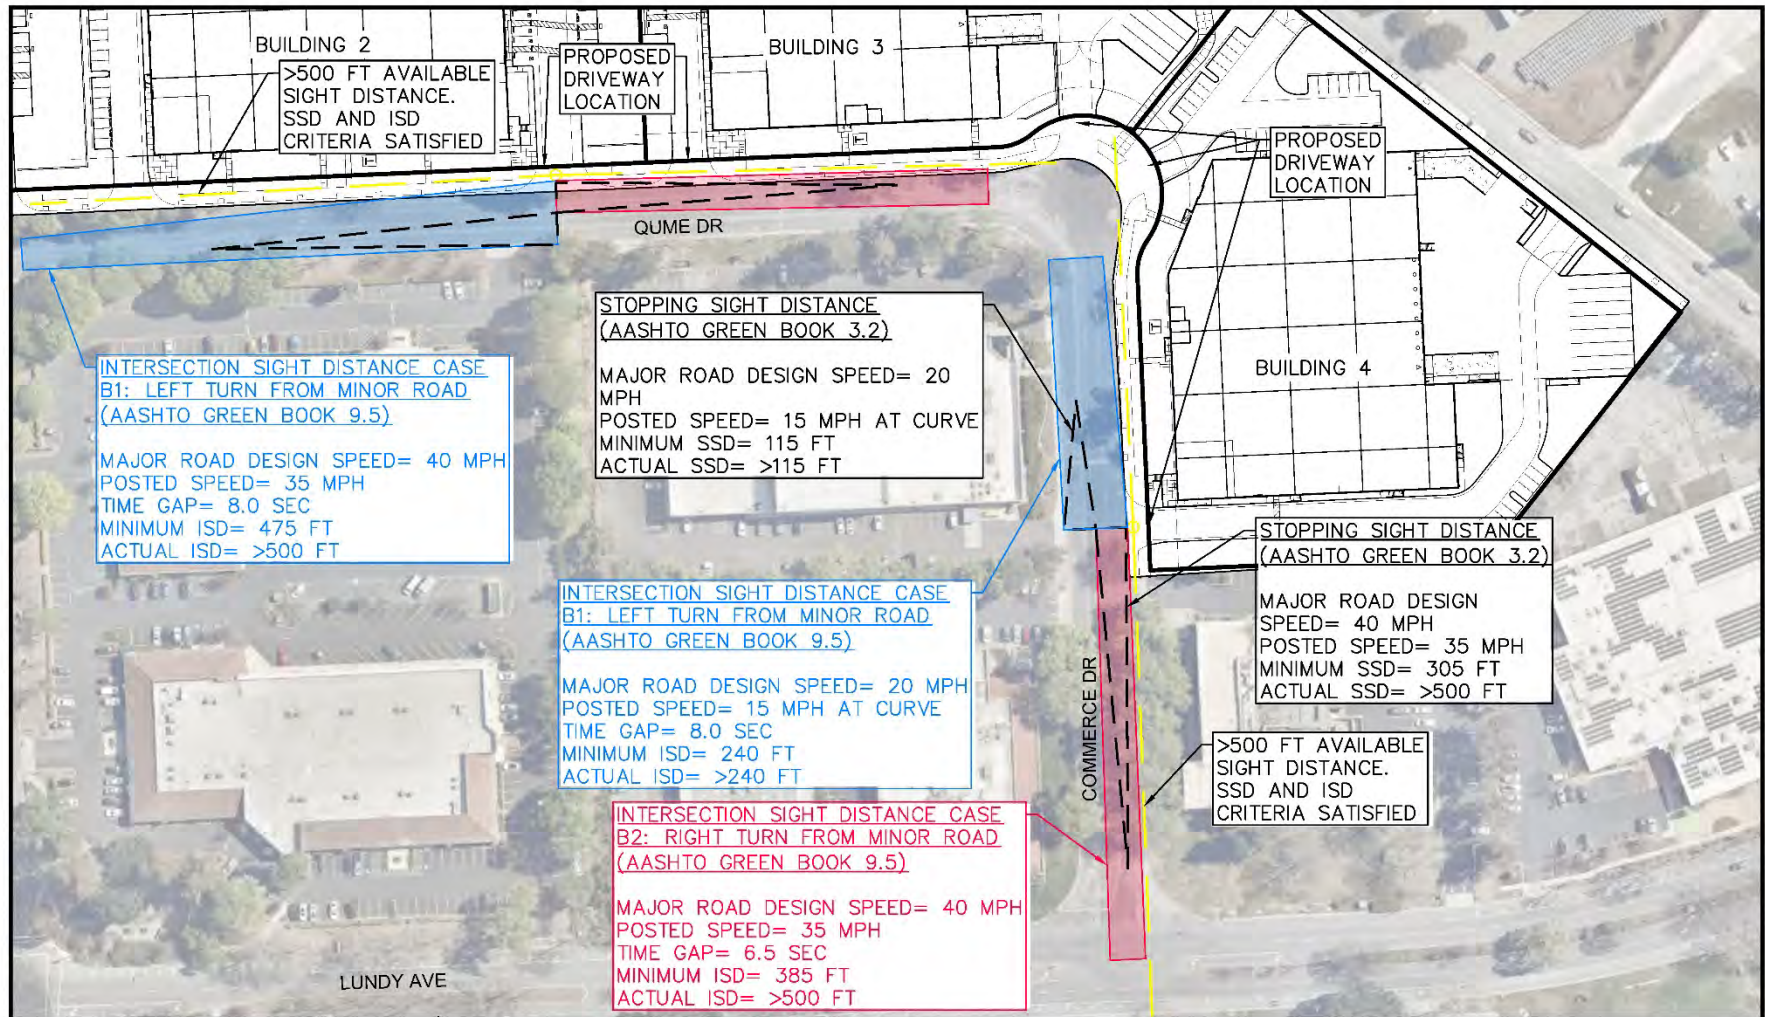 BUILDING 2
>500 FT AVAILABLE
SIGHT DISTANCE.
SSD AND ISD
CRITERIA SATISFIED
PROPOSED
DRIVEWAY
LOCATION
BUILDING 3
PROPOSED
DRIVEWAY
LOCATION
QUME DR
BUILDING 4
STOPPING SIGHT DISTANCE
(AASHTO GREEN BOOK 3.2)
MAJOR ROAD DESIGN SPEED= 20
MPH
POSTED SPEED= 15 MPH AT CURVE
MINIMUM SSD= 115 FT
ACTUAL SSD= >115 FT
INTERSECTION SIGHT DISTANCE CASE
B1: LEFT TURN FROM MINOR ROAD
(AASHTO GREEN BOOK 9.5)
MAJOR ROAD DESIGN SPEED= 40 MPH
POSTED SPEED= 35 MPH
TIME GAP= 8.0 SEC
MINIMUM ISD= 475 FT
ACTUAL ISD= >500 FT
STOPPING SIGHT DISTANCE
(AASHTO GREEN BOOK 3.2)
MAJOR ROAD DESIGN
SPEED= 40 MPH
POSTED SPEED= 35 MPH
MINIMUM SSD= 305 FT
ACTUAL SSD= >500 FT
INTERSECTION SIGHT DISTANCE CASE
B1: LEFT TURN FROM MINOR ROAD
(AASHTO GREEN BOOK 9.5)
MAJOR ROAD DESIGN SPEED= 20 MPH
POSTED SPEED= 15 MPH AT CURVE
TIME GAP= 8.0 SEC
MINIMUM ISD= 240 FT
ACTUAL ISD= >240 FT
COMMERCE DR
>500 FT AVAILABLE
SIGHT DISTANCE.
SSD AND ISD
CRITERIA SATISFIED
INTERSECTION SIGHT DISTANCE CASE
B2: RIGHT TURN FROM MINOR ROAD
(AASHTO GREEN BOOK 9.5)
MAJOR ROAD DESIGN SPEED= 40 MPH
POSTED SPEED= 35 MPH
TIME GAP= 6.5 SEC
MINIMUM ISD= 385 FT
ACTUAL ISD= >500 FT
LUNDY AVE